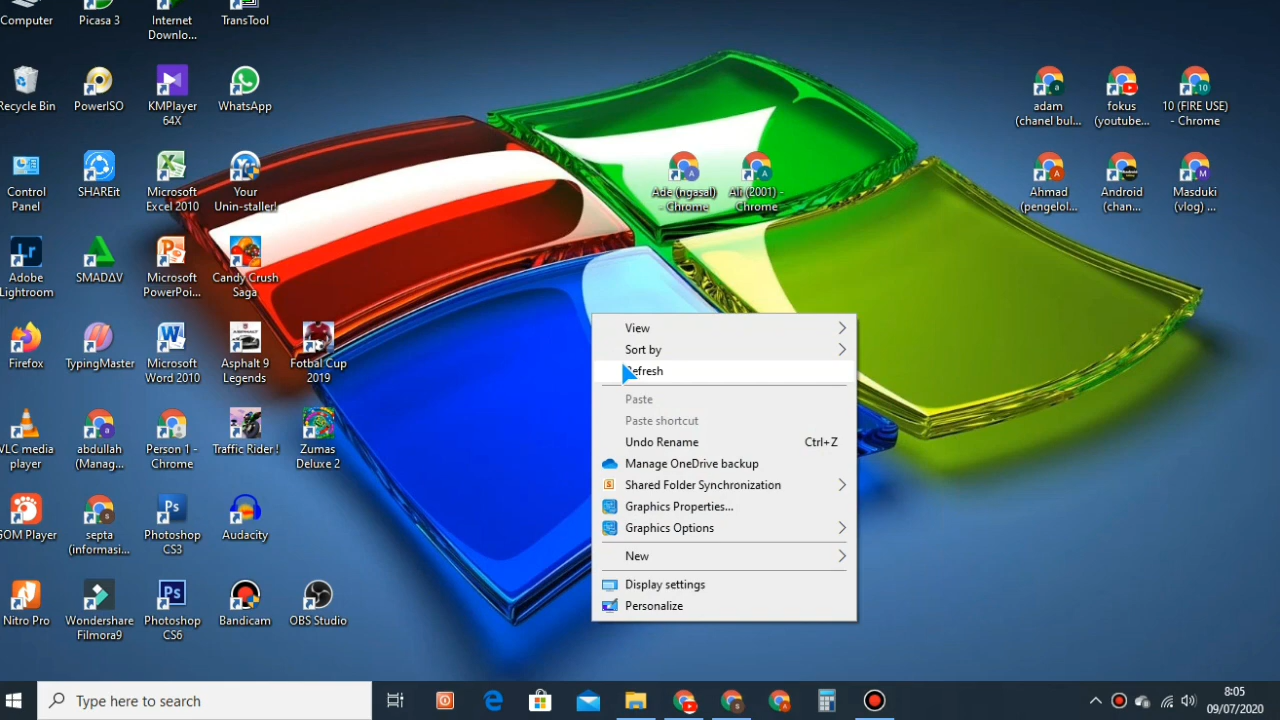 Computer
Picasa 3
Internet
Downlo...
TransTool
Recycle Bin
PowerISO
KMPlayer
64X
WhatsApp
Control
Panel
SHAREit
Microsoft
Excel 2010
Your
Unin-staller!
Adobe
Lightroom
SMADΔV
Microsoft
PowerPoi...
Candy Crush
Saga
Firefox
TypingMaster
Microsoft
Word 2010
Asphalt 9
Legends
Fotbal Cup
2019
VLC media
player
abdullah
(Manag...
Person 1 -
Chrome
Traffic Rider !
Zumas
Deluxe 2
GOM Player
septa
(informasi...
Photoshop
CS3
Audacity
Nitro Pro
Wondershare
Filmora9
Photoshop
CS6
Bandicam
OBS Studio
Ade (ngasal)
- Chrome
Ali (2001) -
Chrome
adam
(chanel bul...
fokus
(youtube...
10 (FIRE USE)
- Chrome
Ahmad
(pengelol...
Android
(chan...
Masduki
(vlog) ...
View
Sort by
Refresh
Paste
Paste shortcut
Undo Rename Ctrl+Z
Manage OneDrive backup
Shared Folder Synchronization
Graphics Properties...
Graphics Options
New
Display settings
Personalize
Type here to search
8:05
09/07/2020